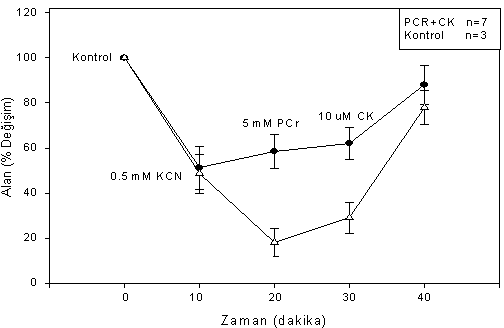 120
PCR+CK n=7
Kontrol n=3
100
Kontrol
80
5 mM PCr
10 uM CK
60
0.5 mM KCN
40
20
0
Alan (% Değişim)
0 10 20 30 40
Zaman (dakika)